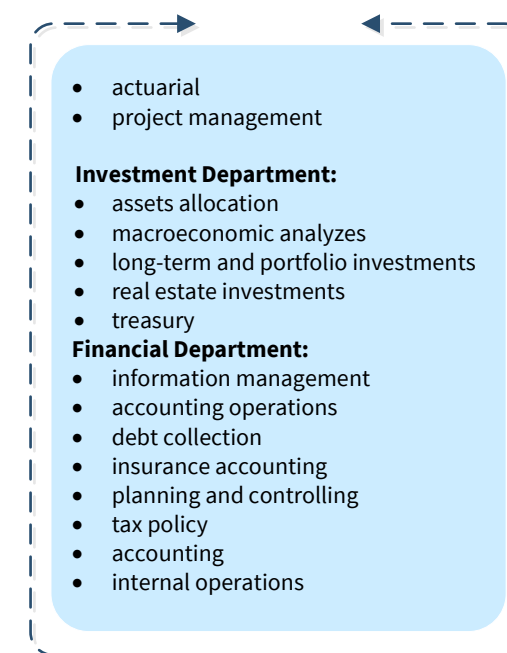 • actuarial
• project management
Investment Department:
• assets allocation
• macroeconomic analyzes
• long-term and portfolio investments
• real estate investments
• treasury
Financial Department:
• information management
• accounting operations
• debt collection
• insurance accounting
• planning and controlling
• tax policy
• accounting
• internal operations